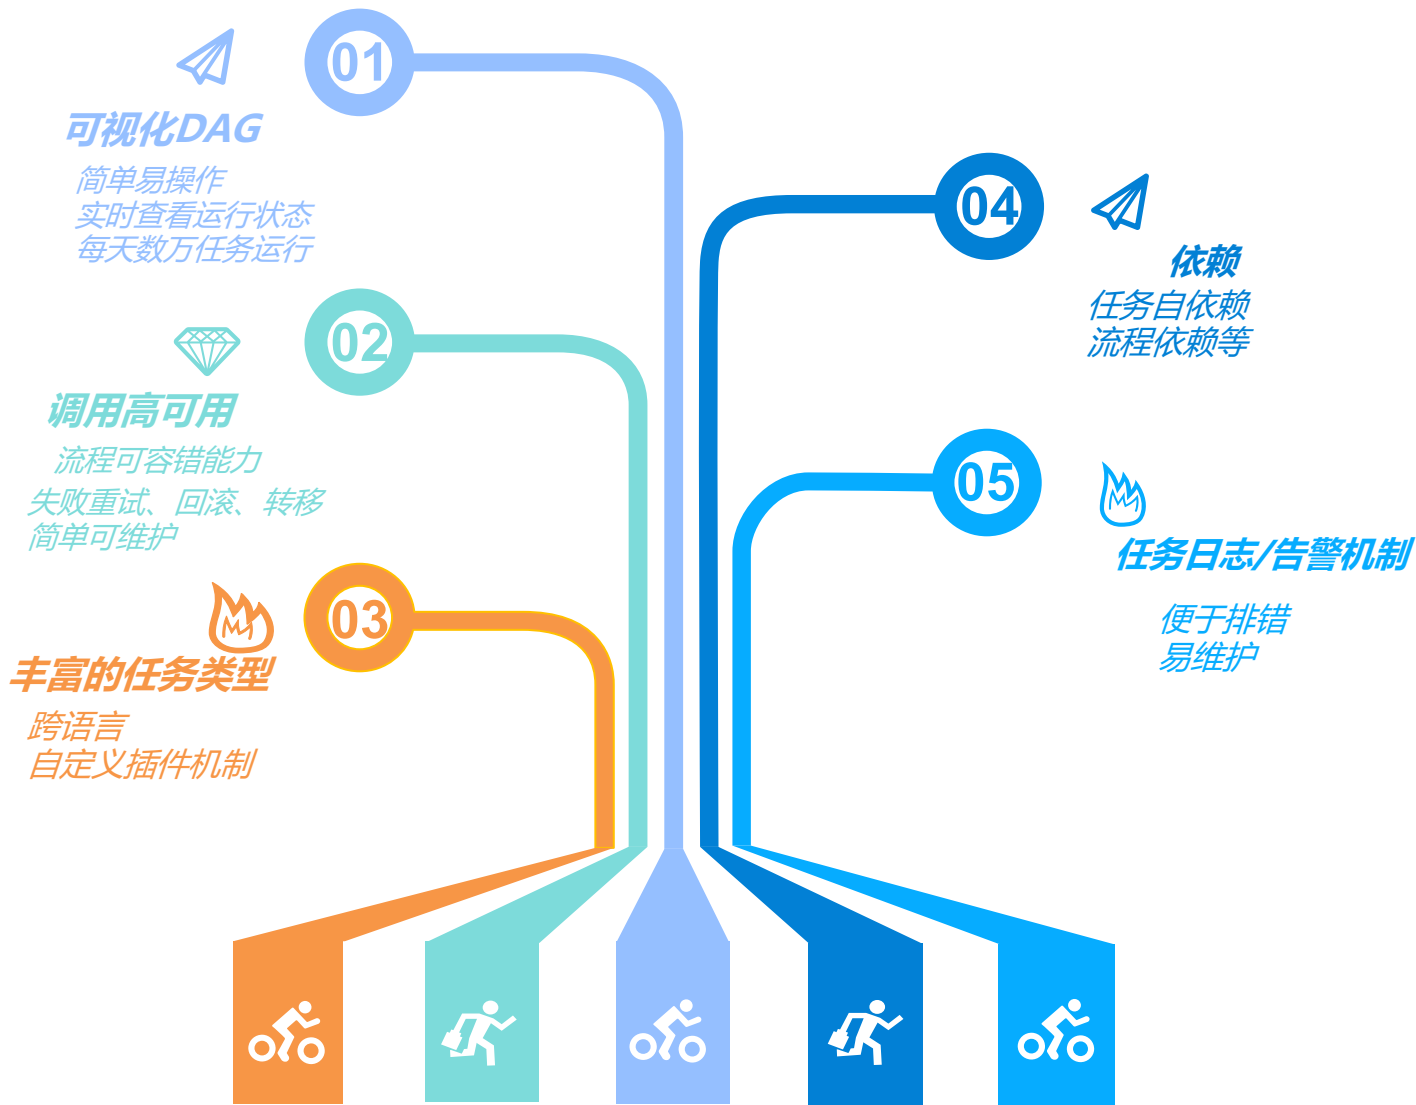 01
可视化DAG
简单易操作
实时查看运行状态
每天数万任务运行
02
调用高可用
流程可容错能力
失败重试、回滚、转移
简单可维护
03
丰富的任务类型
跨语言
自定义插件机制
04
依赖
任务自依赖
流程依赖等
05
任务日志/告警机制
便于排错
易维护